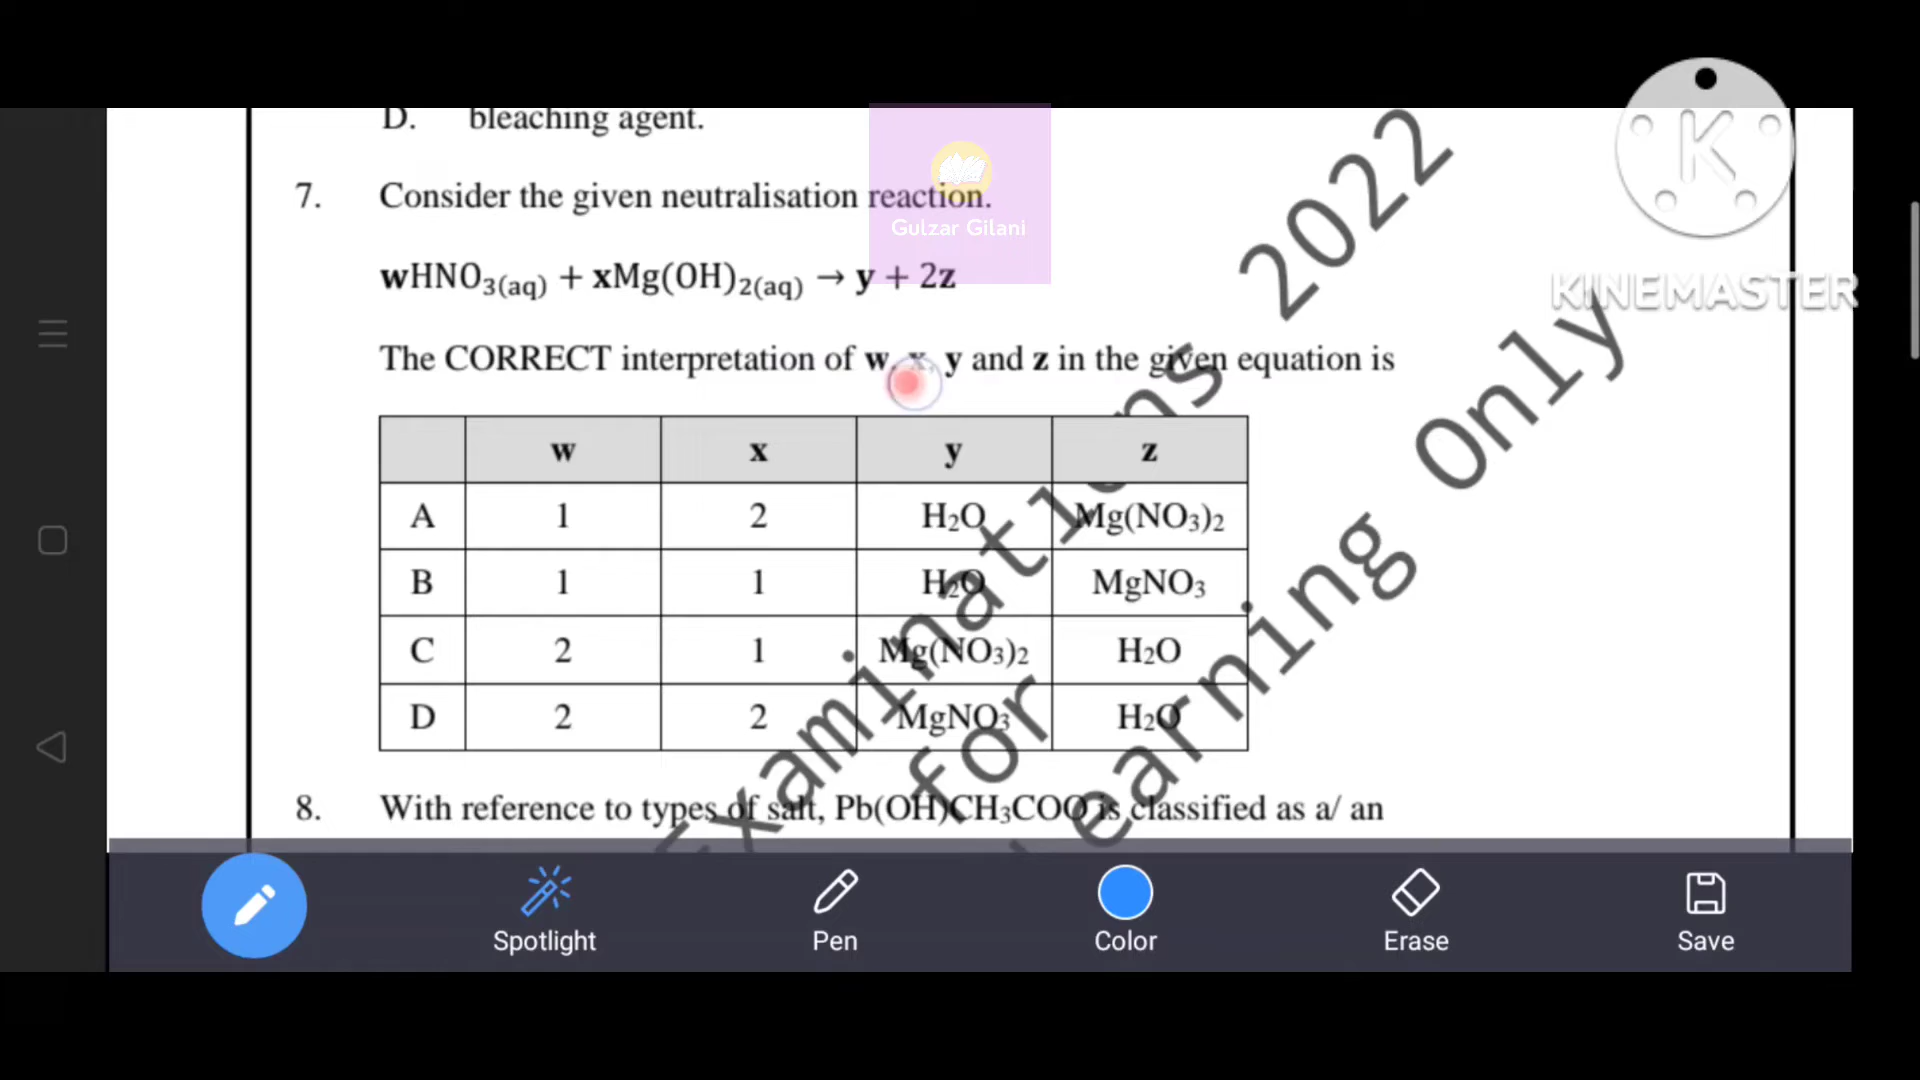 D. bleaching agent.
7. Consider the given neutralisation reaction.
Gulzar Gilani
wHNO₃(aq) + xMg(OH)₂(aq) → y + 2z
KINEMASTER
The CORRECT interpretation of w, x, y and z in the given equation is
w x y z
A 1 2 H₂O Mg(NO₃)₂
B 1 1 H₂O MgNO₃
C 2 1 Mg(NO₃)₂ H₂O
D 2 2 MgNO₃ H₂O
8. With reference to types of salt, Pb(OH)CH₃COO is classified as a/ an
Examinations 2022
for
Learning Only
Spotlight Pen Color Erase Save